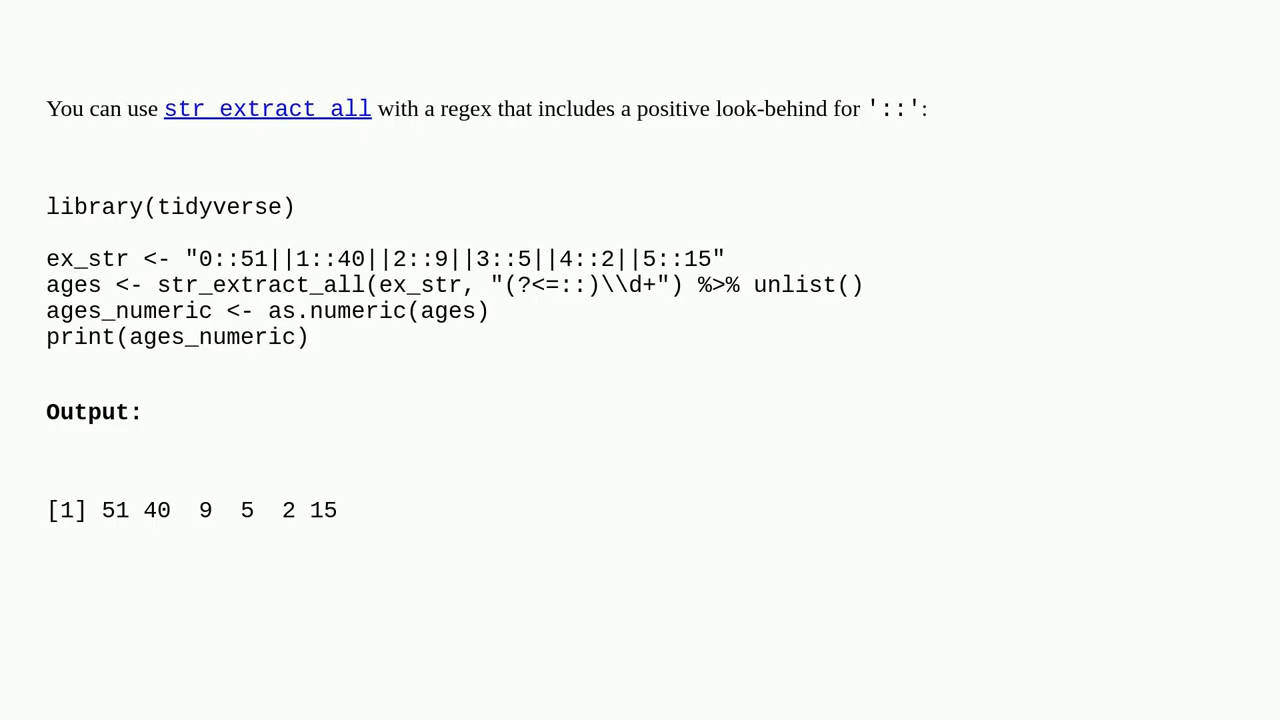 You can use str_extract_all with a regex that includes a positive look-behind for '::':
library(tidyverse)
ex_str <- "0::51||1::40||2::9||3::5||4::2||5::15"
ages <- str_extract_all(ex_str, "(?<=::)\\d+") %>% unlist()
ages_numeric <- as.numeric(ages)
print(ages_numeric)
Output:
[1] 51 40  9  5  2 15